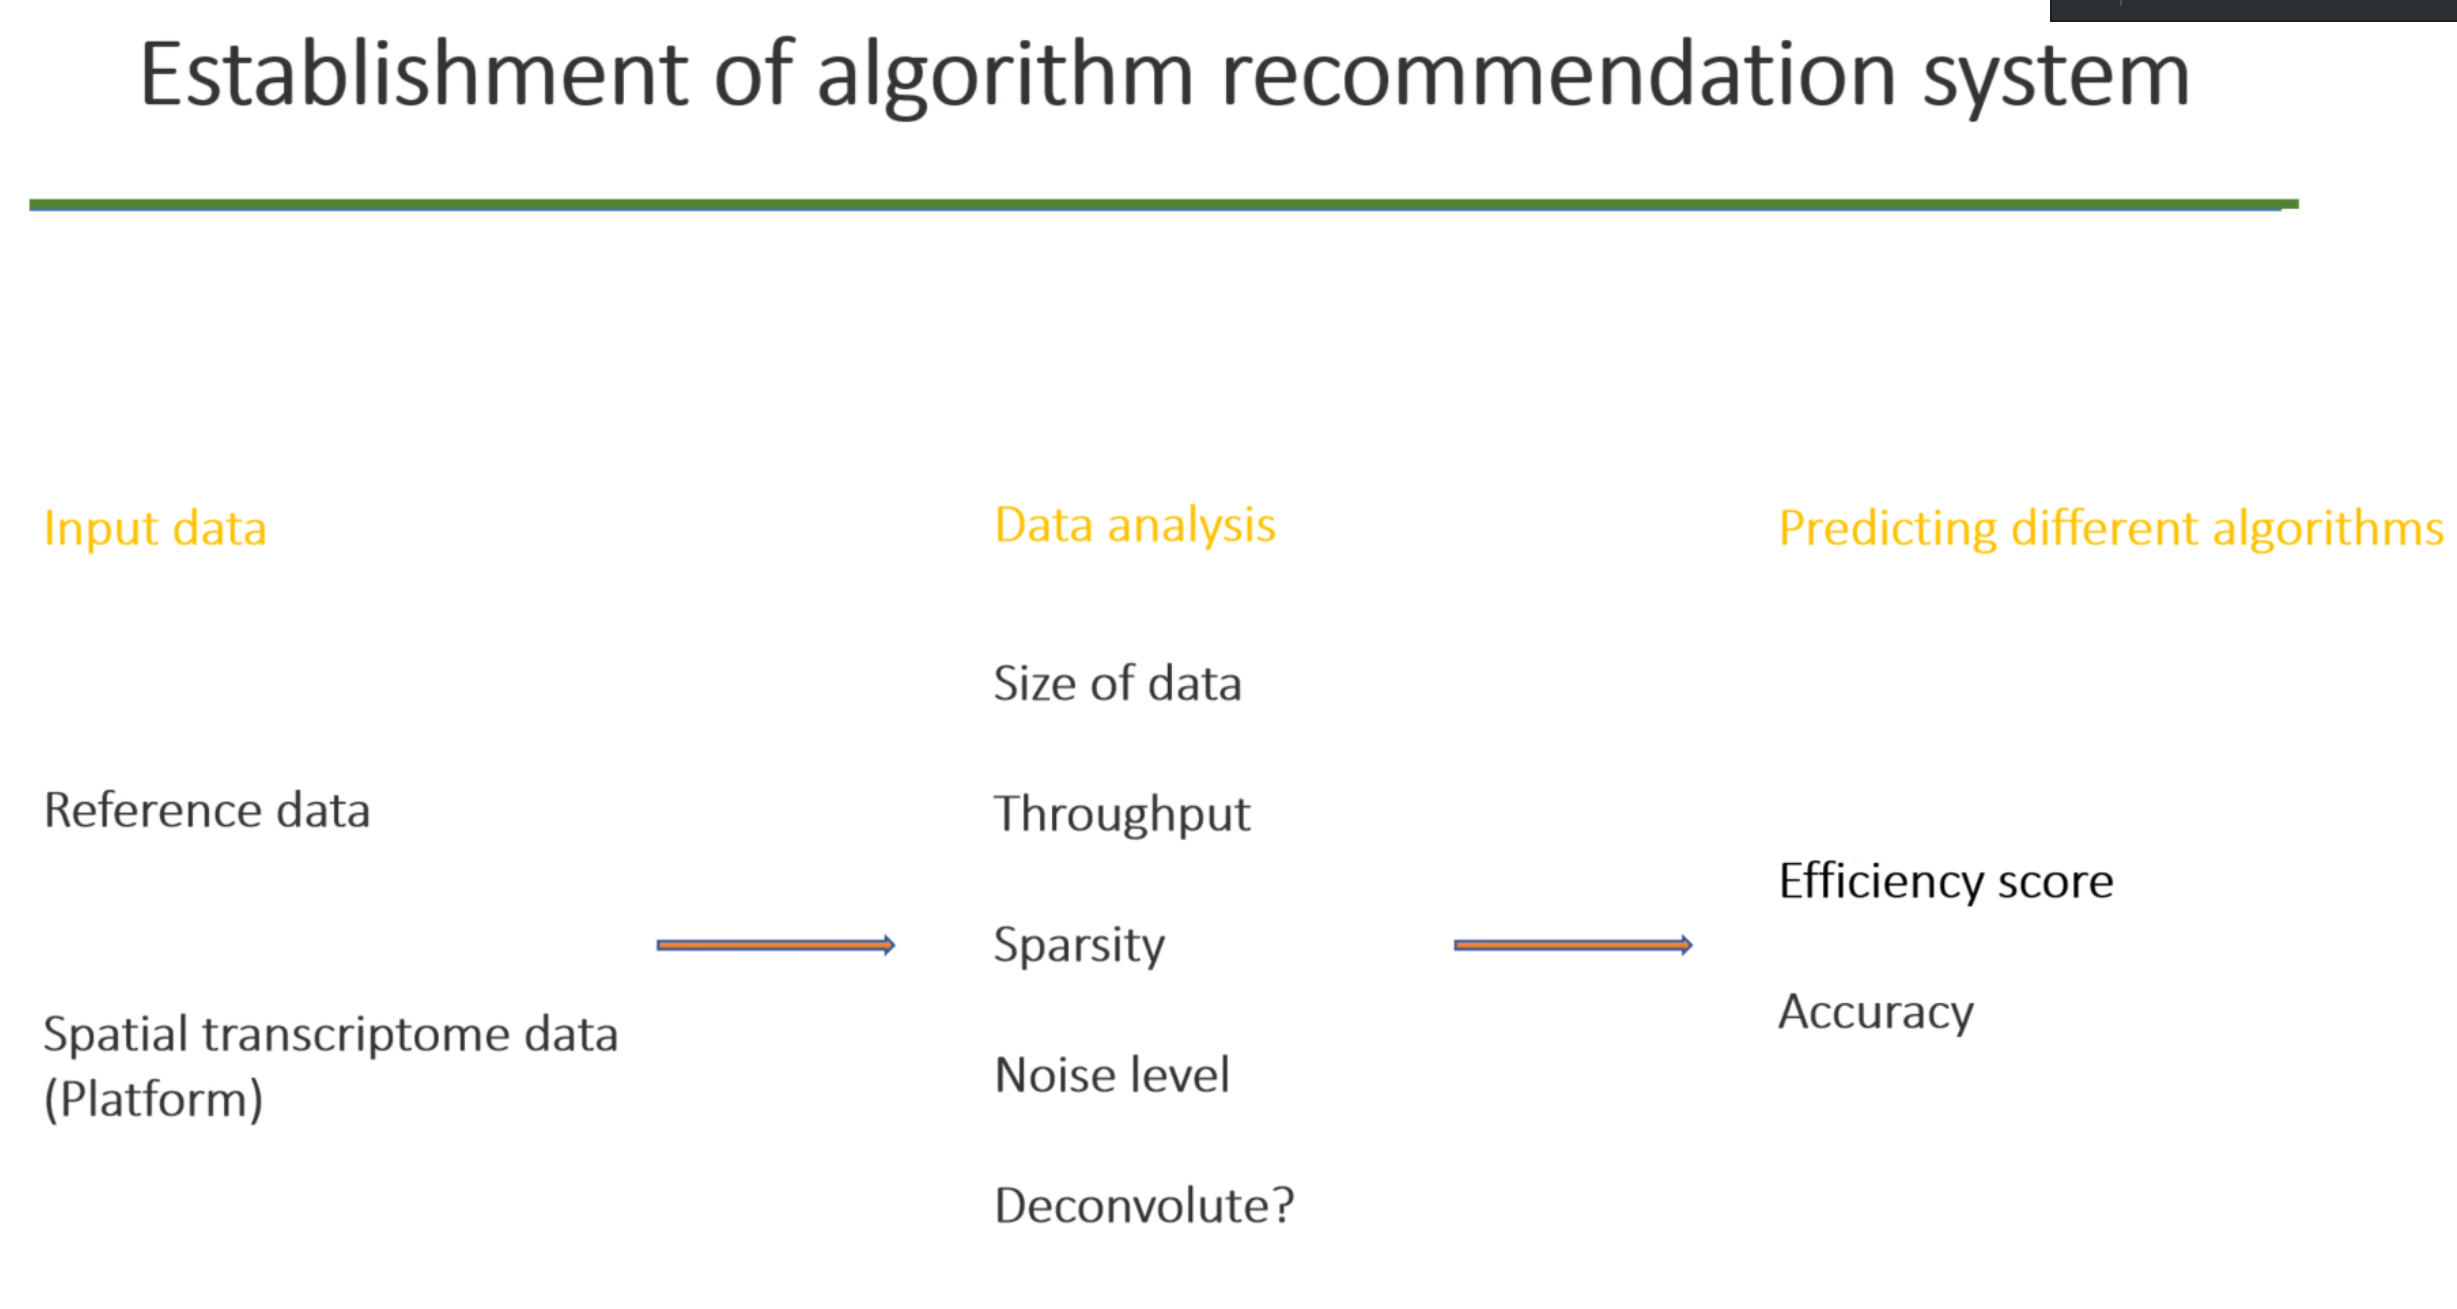 Establishment of algorithm recommendation system
Input data
Reference data
Spatial transcriptome data
(Platform)
Data analysis
Size of data
Throughput
Sparsity
Noise level
Deconvolute?
Predicting different algorithms
Efficiency score
Accuracy